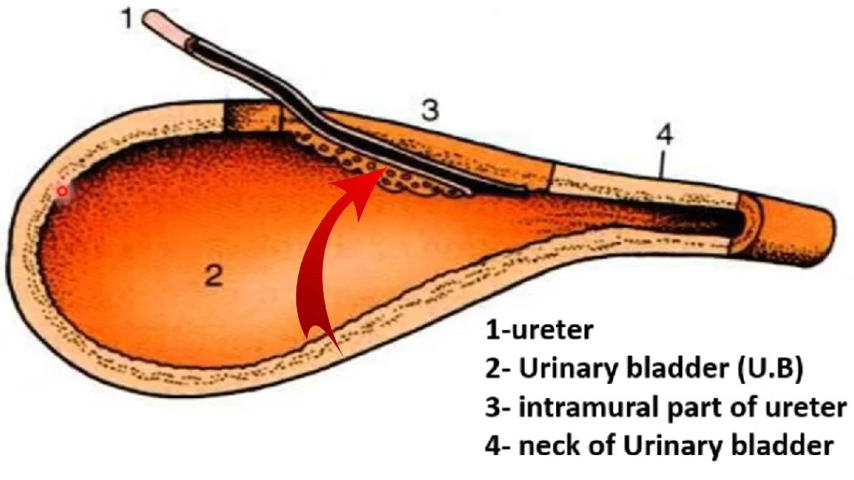 1
3
4
2
1-ureter
2- Urinary bladder (U.B)
3- intramural part of ureter
4- neck of Urinary bladder